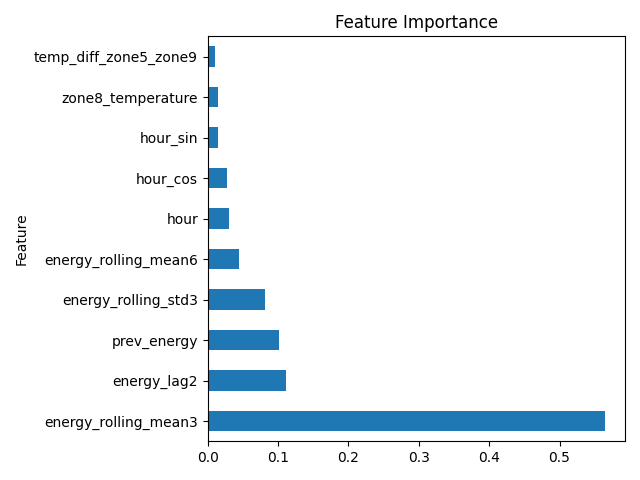 Feature Importance
temp_diff_zone5_zone9
zone8_temperature
hour_sin
hour_cos
hour
energy_rolling_mean6
energy_rolling_std3
prev_energy
energy_lag2
energy_rolling_mean3
Feature
0.0 0.1 0.2 0.3 0.4 0.5